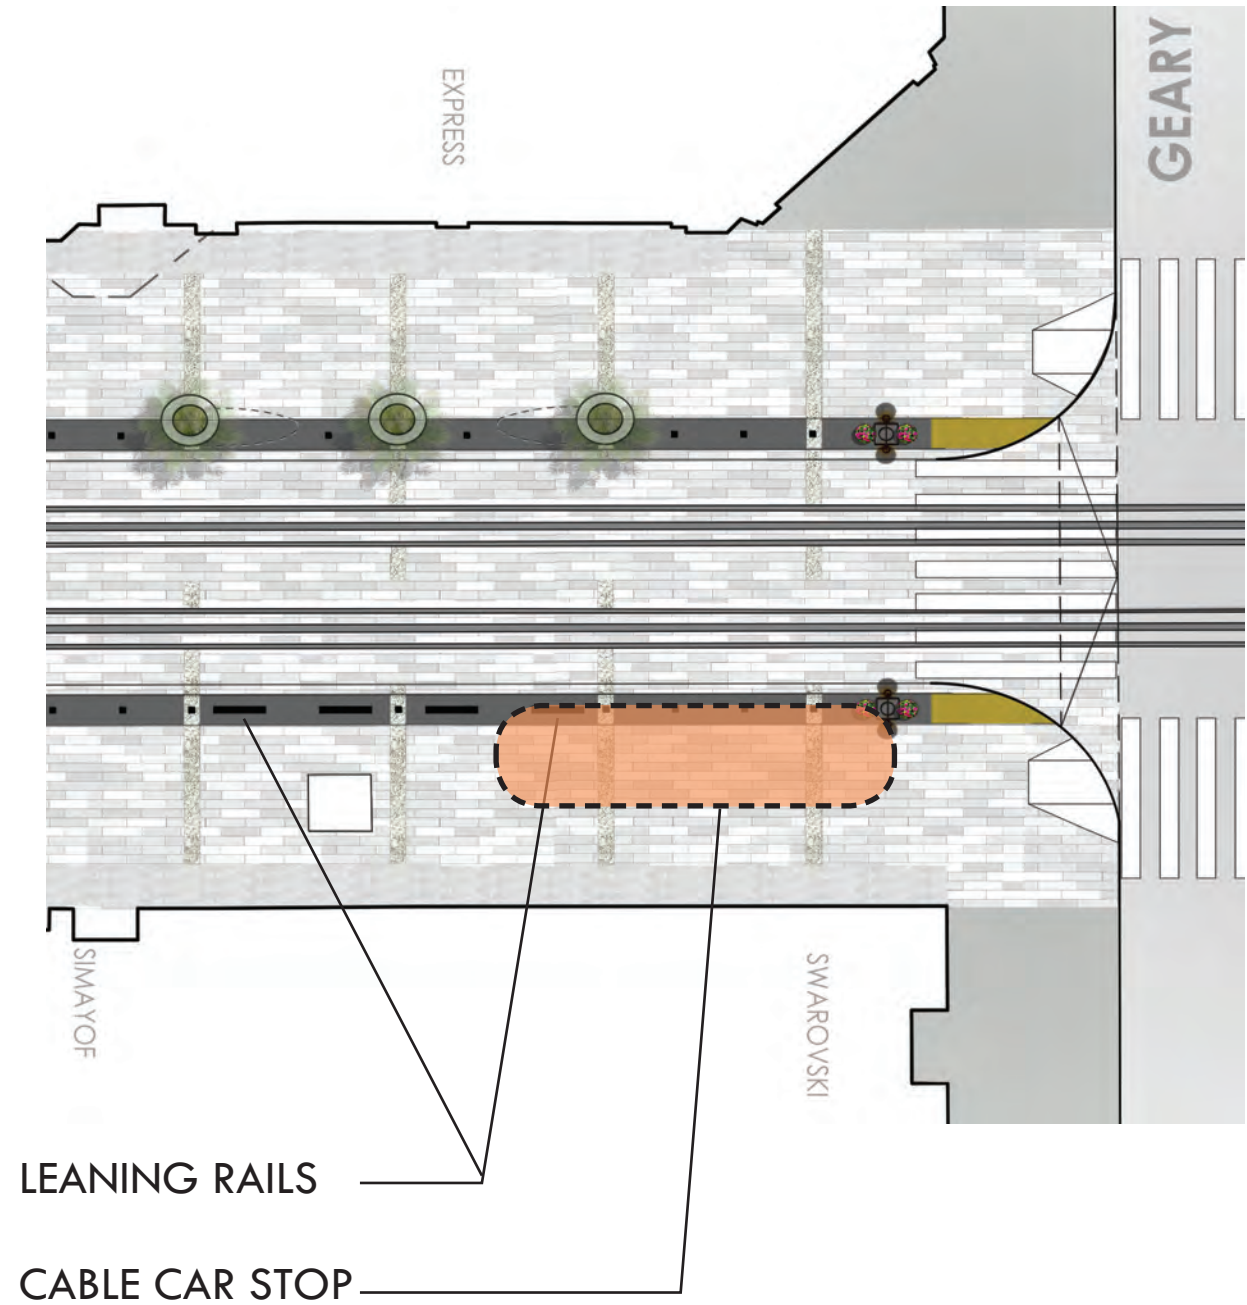 GEARY
EXPRESS
SIMAYOF
SWAROVSKI
LEANING RAILS
CABLE CAR STOP